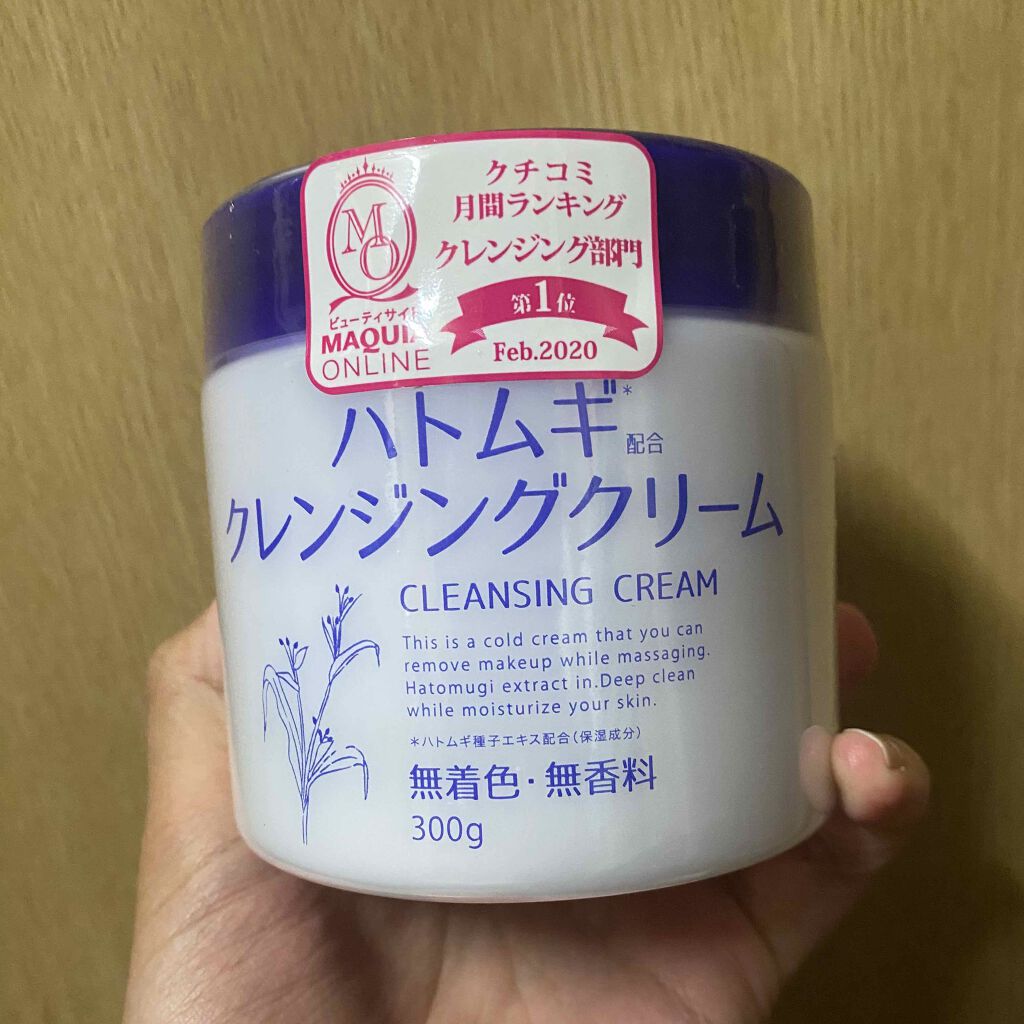 MO
ビューティサイト
MAQUIA
ONLINE
クチコミ
月間ランキング
クレンジング部門
第1位
Feb.2020
ハトムギ*
配合
クレンジングクリーム
CLEANSING CREAM
This is a cold cream that you can
remove makeup while massaging.
Hatomugi extract in.Deep clean
while moisturize your skin.
*ハトムギ種子エキス配合(保湿成分)
無着色・無香料
300g